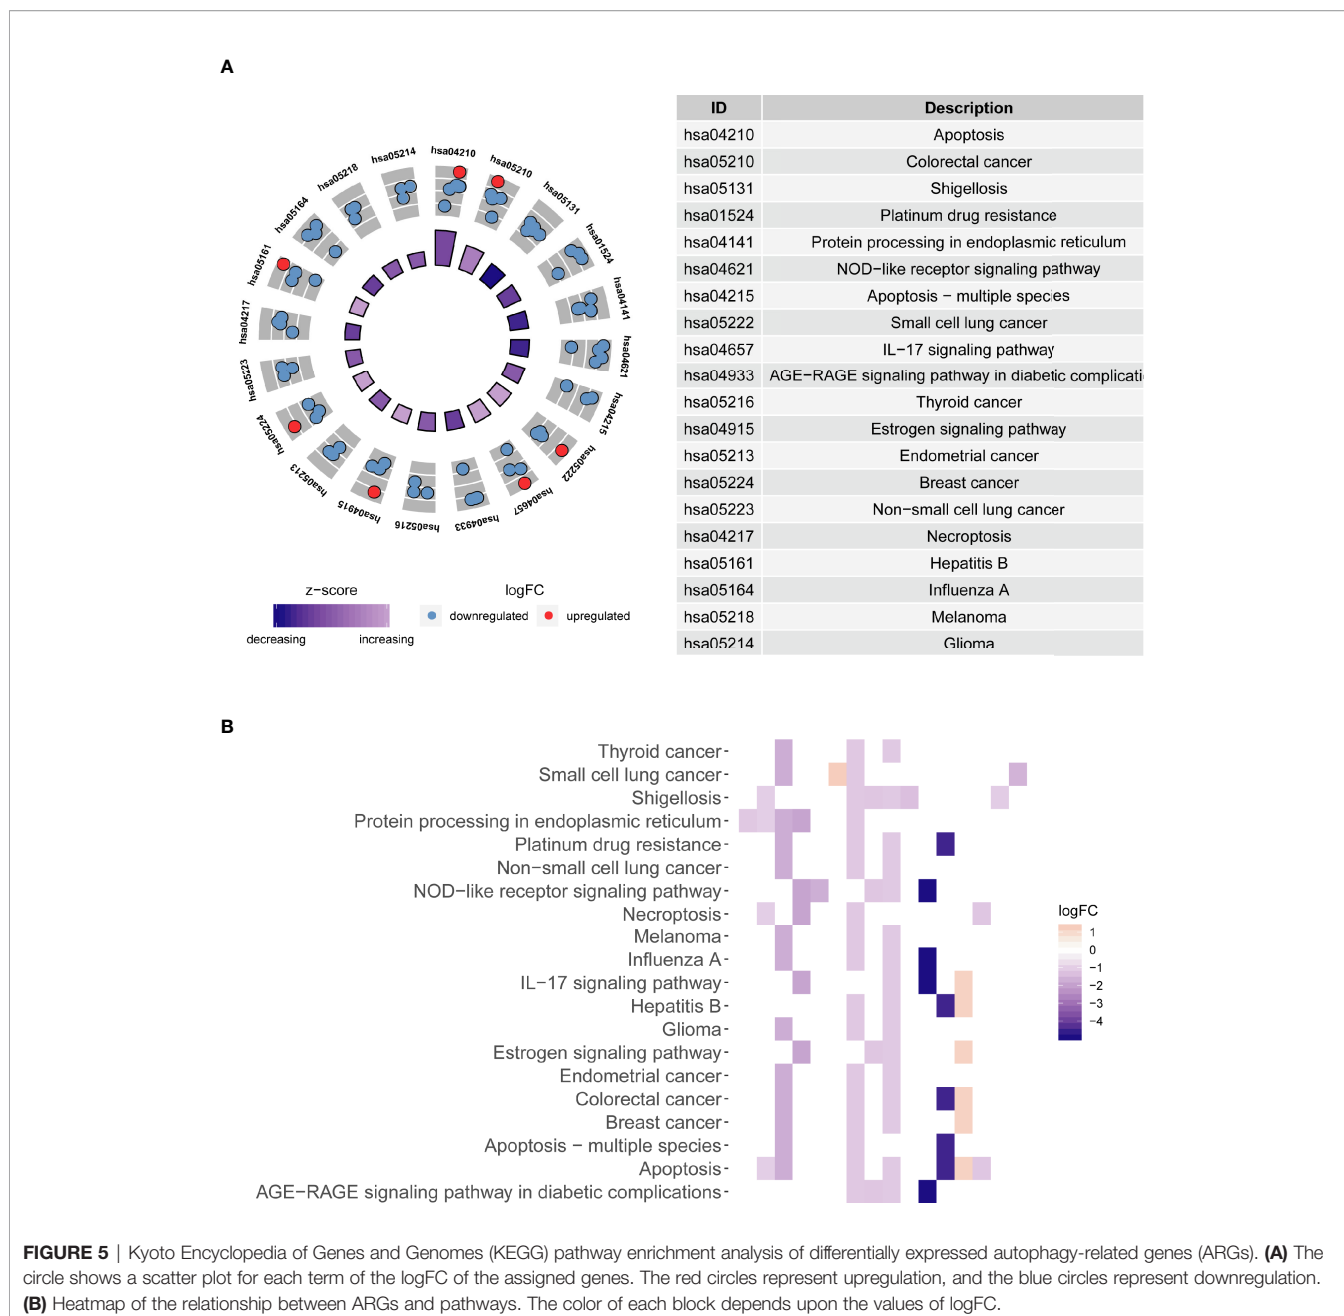 A
hsa04210
hsa05210
hsa05131
hsa01524
hsa04141
hsa04621
hsa04215
hsa05222
hsa04657
hsa04933
hsa05216
hsa04915
hsa05213
hsa05224
hsa05223
hsa04217
hsa05161
hsa05164
hsa05218
hsa05214
z-score
decreasing increasing
logFC
downregulated upregulated
ID Description
hsa04210 Apoptosis
hsa05210 Colorectal cancer
hsa05131 Shigellosis
hsa01524 Platinum drug resistance
hsa04141 Protein processing in endoplasmic reticulum
hsa04621 NOD−like receptor signaling pathway
hsa04215 Apoptosis − multiple species
hsa05222 Small cell lung cancer
hsa04657 IL−17 signaling pathway
hsa04933 AGE−RAGE signaling pathway in diabetic complicati
hsa05216 Thyroid cancer
hsa04915 Estrogen signaling pathway
hsa05213 Endometrial cancer
hsa05224 Breast cancer
hsa05223 Non−small cell lung cancer
hsa04217 Necroptosis
hsa05161 Hepatitis B
hsa05164 Influenza A
hsa05218 Melanoma
hsa05214 Glioma
B
Thyroid cancer
Small cell lung cancer
Shigellosis
Protein processing in endoplasmic reticulum
Platinum drug resistance
Non−small cell lung cancer
NOD−like receptor signaling pathway
Necroptosis
Melanoma
Influenza A
IL−17 signaling pathway
Hepatitis B
Glioma
Estrogen signaling pathway
Endometrial cancer
Colorectal cancer
Breast cancer
Apoptosis − multiple species
Apoptosis
AGE−RAGE signaling pathway in diabetic complications
logFC
1
0
−1
−2
−3
−4
FIGURE 5 | Kyoto Encyclopedia of Genes and Genomes (KEGG) pathway enrichment analysis of differentially expressed autophagy-related genes (ARGs). (A) The
circle shows a scatter plot for each term of the logFC of the assigned genes. The red circles represent upregulation, and the blue circles represent downregulation.
(B) Heatmap of the relationship between ARGs and pathways. The color of each block depends upon the values of logFC.